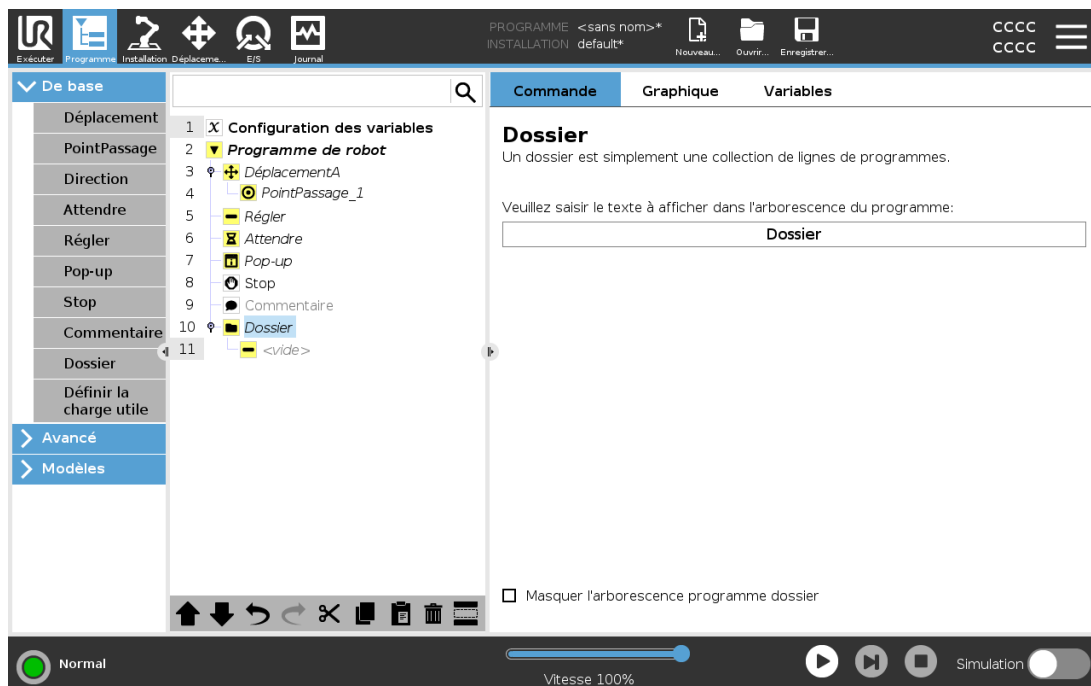 UR
PROGRAMME <sans nom>*
INSTALLATION default*
Exécuter
Programme
Installation
Déplaceme...
E/S
Journal
Nouveau...
Ouvrir...
Enregistrer...
CCCC
CCCC
De base
Déplacement
PointPassage
Direction
Attendre
Régler
Pop-up
Stop
Commentaire
Dossier
Définir la
charge utile
Avancé
Modèles
1 X Configuration des variables
2 Programme de robot
3 DéplacementA
4 PointPassage_1
5 Régler
6 Attendre
7 Pop-up
8 Stop
9 Commentaire
10 Dossier
11 <vide>
Commande Graphique Variables
Dossier
Un dossier est simplement une collection de lignes de programmes.
Veuillez saisir le texte à afficher dans l'arborescence du programme:
Dossier
Masquer l'arborescence programme dossier
Normal
Vitesse 100%
Simulation